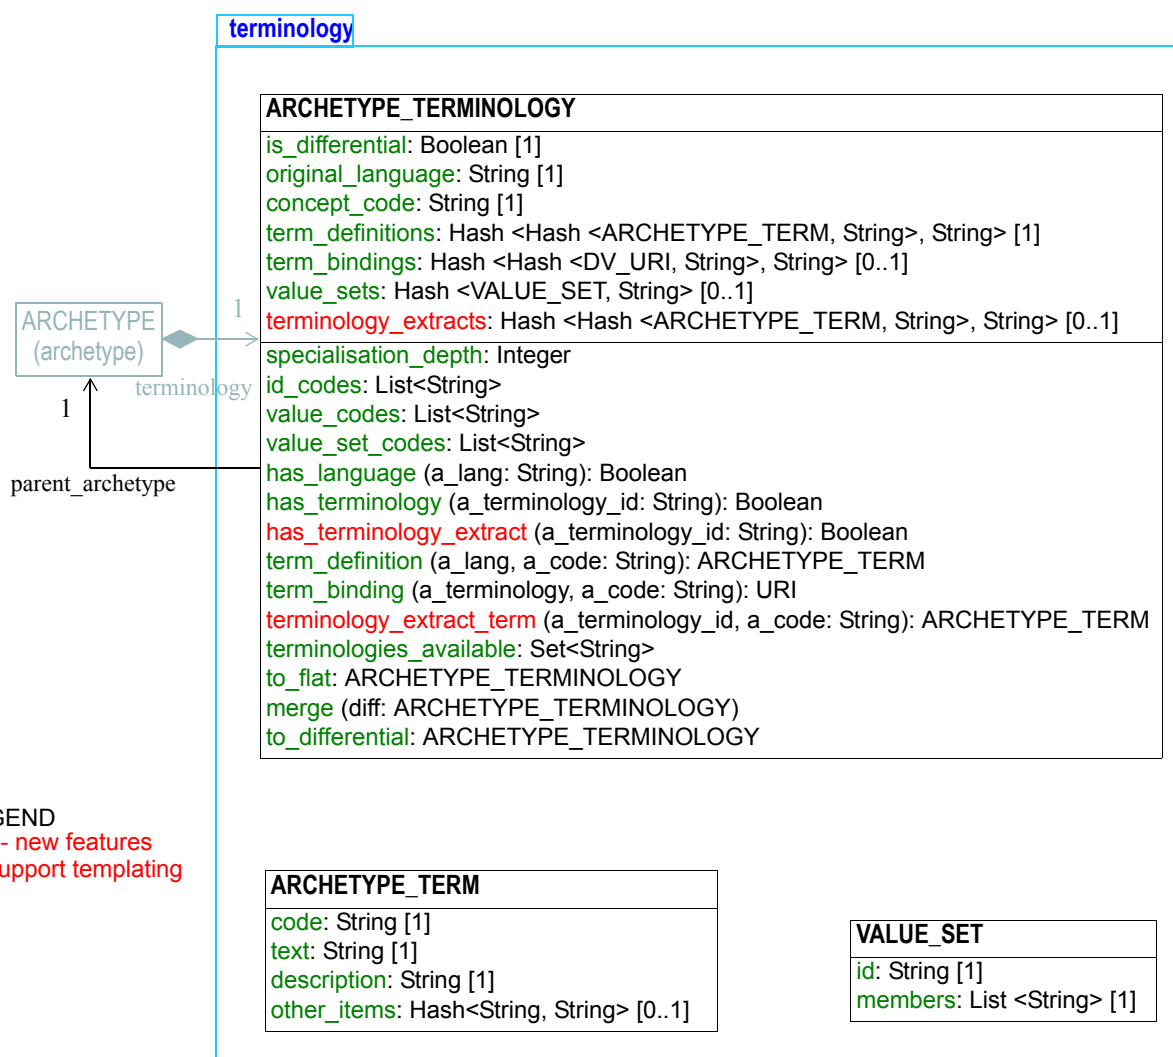 terminology
ARCHETYPE_TERMINOLOGY
is_differential: Boolean [1]
original_language: String [1]
concept_code: String [1]
term_definitions: Hash <Hash <ARCHETYPE_TERM, String>, String> [1]
term_bindings: Hash <Hash <DV_URI, String>, String> [0..1]
value_sets: Hash <VALUE_SET, String> [0..1]
terminology_extracts: Hash <Hash <ARCHETYPE_TERM, String>, String> [0..1]
specialisation_depth: Integer
id_codes: List<String>
value_codes: List<String>
value_set_codes: List<String>
has_language (a_lang: String): Boolean
has_terminology (a_terminology_id: String): Boolean
has_terminology_extract (a_terminology_id: String): Boolean
term_definition (a_lang, a_code: String): ARCHETYPE_TERM
term_binding (a_terminology, a_code: String): URI
terminology_extract_term (a_terminology_id, a_code: String): ARCHETYPE_TERM
terminologies_available: Set<String>
to_flat: ARCHETYPE_TERMINOLOGY
merge (diff: ARCHETYPE_TERMINOLOGY)
to_differential: ARCHETYPE_TERMINOLOGY
ARCHETYPE
(archetype)
1
terminology
1
parent_archetype
GEND
- new features
upport templating
ARCHETYPE_TERM
code: String [1]
text: String [1]
description: String [1]
other_items: Hash<String, String> [0..1]
VALUE_SET
id: String [1]
members: List <String> [1]